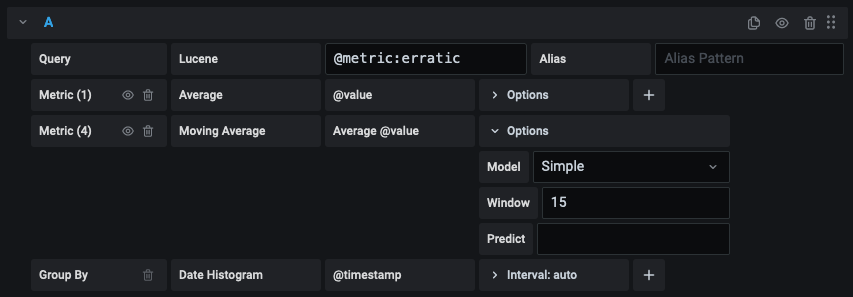 A
Query Lucene @metric:erratic Alias Alias Pattern
Metric (1) Average @value Options
Metric (4) Moving Average Average @value Options
Model Simple
Window 15
Predict
Group By Date Histogram @timestamp Interval: auto